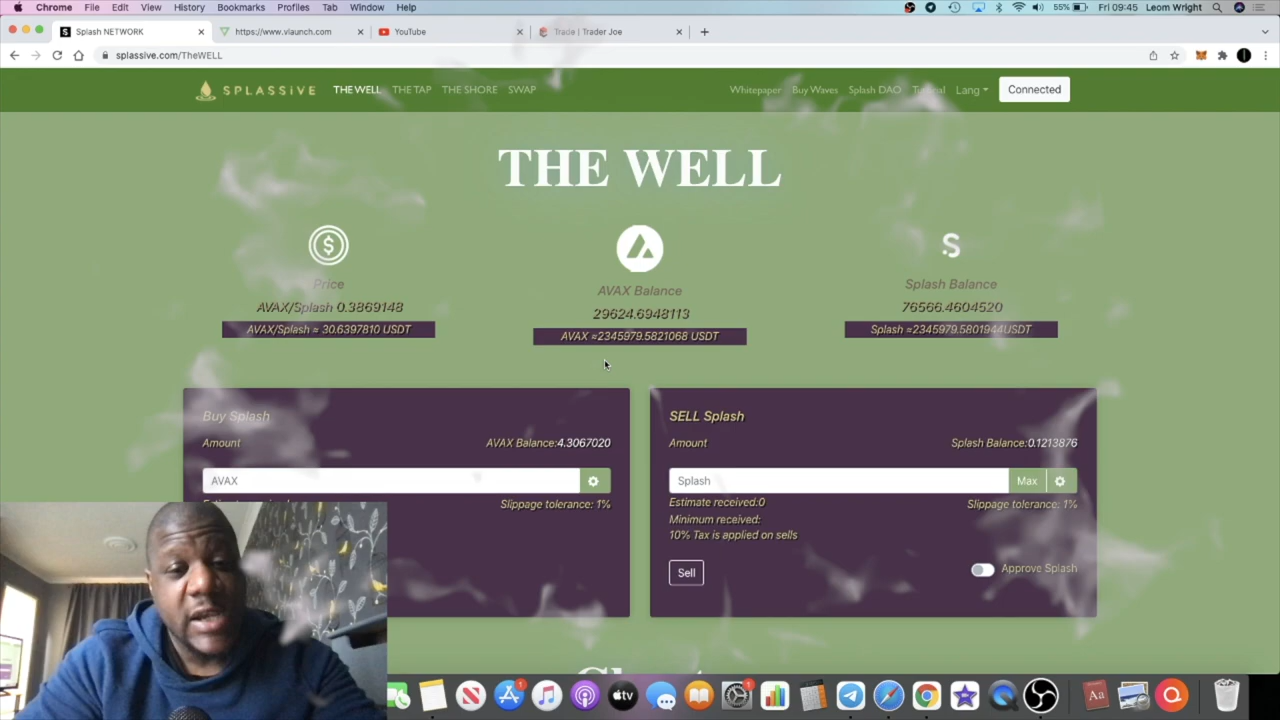 Chrome File Edit View History Bookmarks Profiles Tab Window Help 55% Fri 09:45 Leom Wright
Splash NETWORK https://www.vlaunch.com YouTube Trade | Trader Joe
splassive.com/TheWELL
SPLASSIVE THE WELL THE TAP THE SHORE SWAP Whitepaper Buy Waves Splash DAO Lang Connected
THE WELL
Price
AVAX/Splash 0.3869148
AVAX/Splash ≈ 30.6397810 USDT
AVAX Balance
29624.6948113
AVAX ≈2345979.5821068 USDT
Splash Balance
76566.4604520
Splash ≈2345979.5801944USDT
Buy Splash
Amount AVAX Balance:4.3067020
AVAX
Slippage tolerance: 1%
SELL Splash
Amount Splash Balance:0.1213876
Splash Max
Estimate received:0 Slippage tolerance: 1%
Minimum received:
10% Tax is applied on sells
Sell Approve Splash
tv Aa